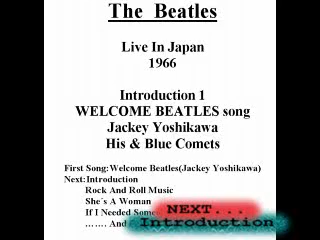 The Beatles
Live In Japan
1966
Introduction 1
WELCOME BEATLES song
Jackey Yoshikawa
His & Blue Comets
First Song:Welcome Beatles(Jackey Yoshikawa)
Next:Introduction
Rock And Roll Music
She´s A Woman
If I Needed
....... And
NEXT...
Introduction